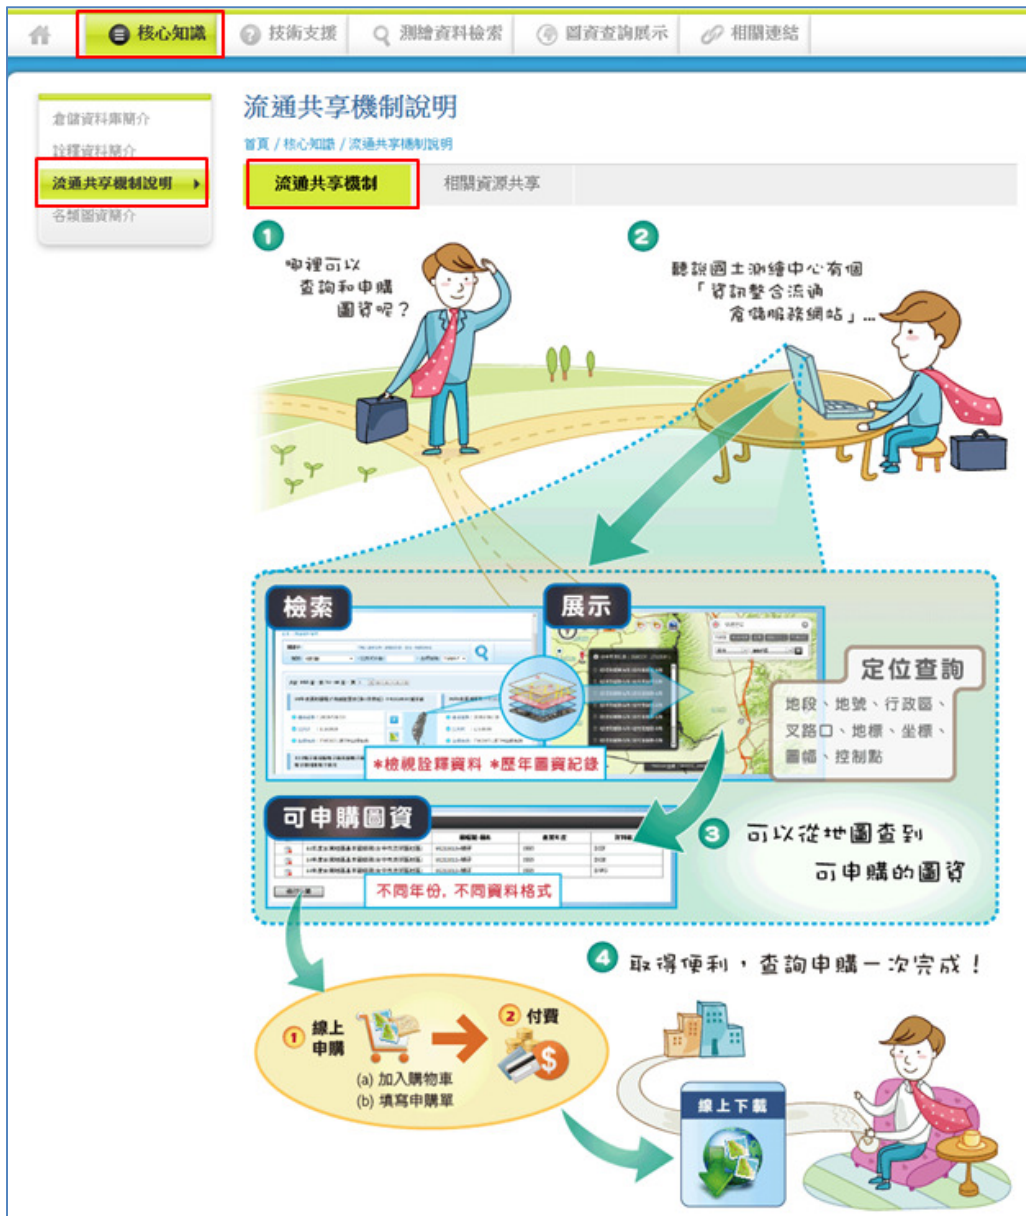 核心知識
技術支援
測繪資料檢索
圖資查詢展示
相關連結
倉儲資料庫簡介
詮釋資料簡介
流通共享機制說明
各類圖資簡介
流通共享機制說明
首頁 / 核心知識 / 流通共享機制說明
流通共享機制
相關資源共享
1
哪裡可以
查詢和申購
圖資呢？
2
聽說國土測繪中心有個
「資訊整合流通
倉儲服務網站」...
檢索
展示
定位查詢
地段、地號、行政區、
叉路口、地標、坐標、
圖幅、控制點
*檢視詮釋資料 *歷年圖資紀錄
可申購圖資
不同年份, 不同資料格式
3
可以從地圖查到
可申購的圖資
4
取得便利，查詢申購一次完成！
1 線上
申購
(a) 加入購物車
(b) 填寫申購單
2 付費
線上下載